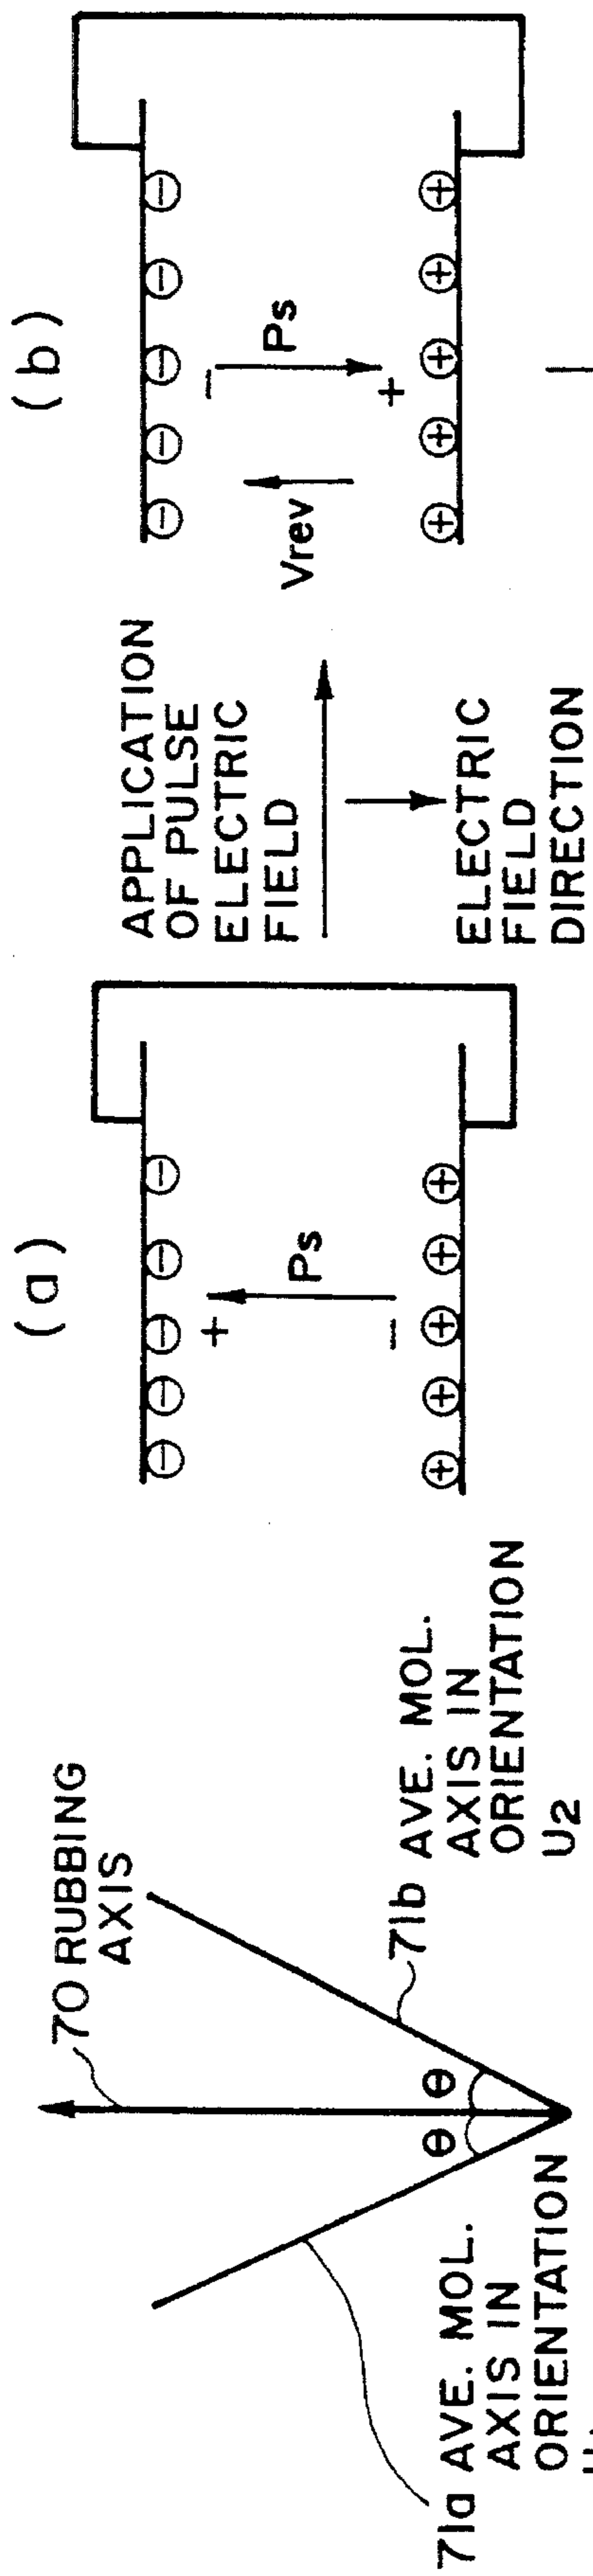 70 RUBBING
AXIS
71a AVE. MOL.
AXIS IN
ORIENTATION
θ
θ
71b AVE. MOL.
AXIS IN
ORIENTATION
U2
(a)
⊖ ⊖ ⊖ ⊖ ⊖
+
Ps
−
⊕ ⊕ ⊕ ⊕ ⊕
APPLICATION
OF PULSE
ELECTRIC
FIELD
ELECTRIC
FIELD
DIRECTION
(b)
⊖ ⊖ ⊖ ⊖ ⊖
−
Vrev
Ps
+
⊕ ⊕ ⊕ ⊕ ⊕